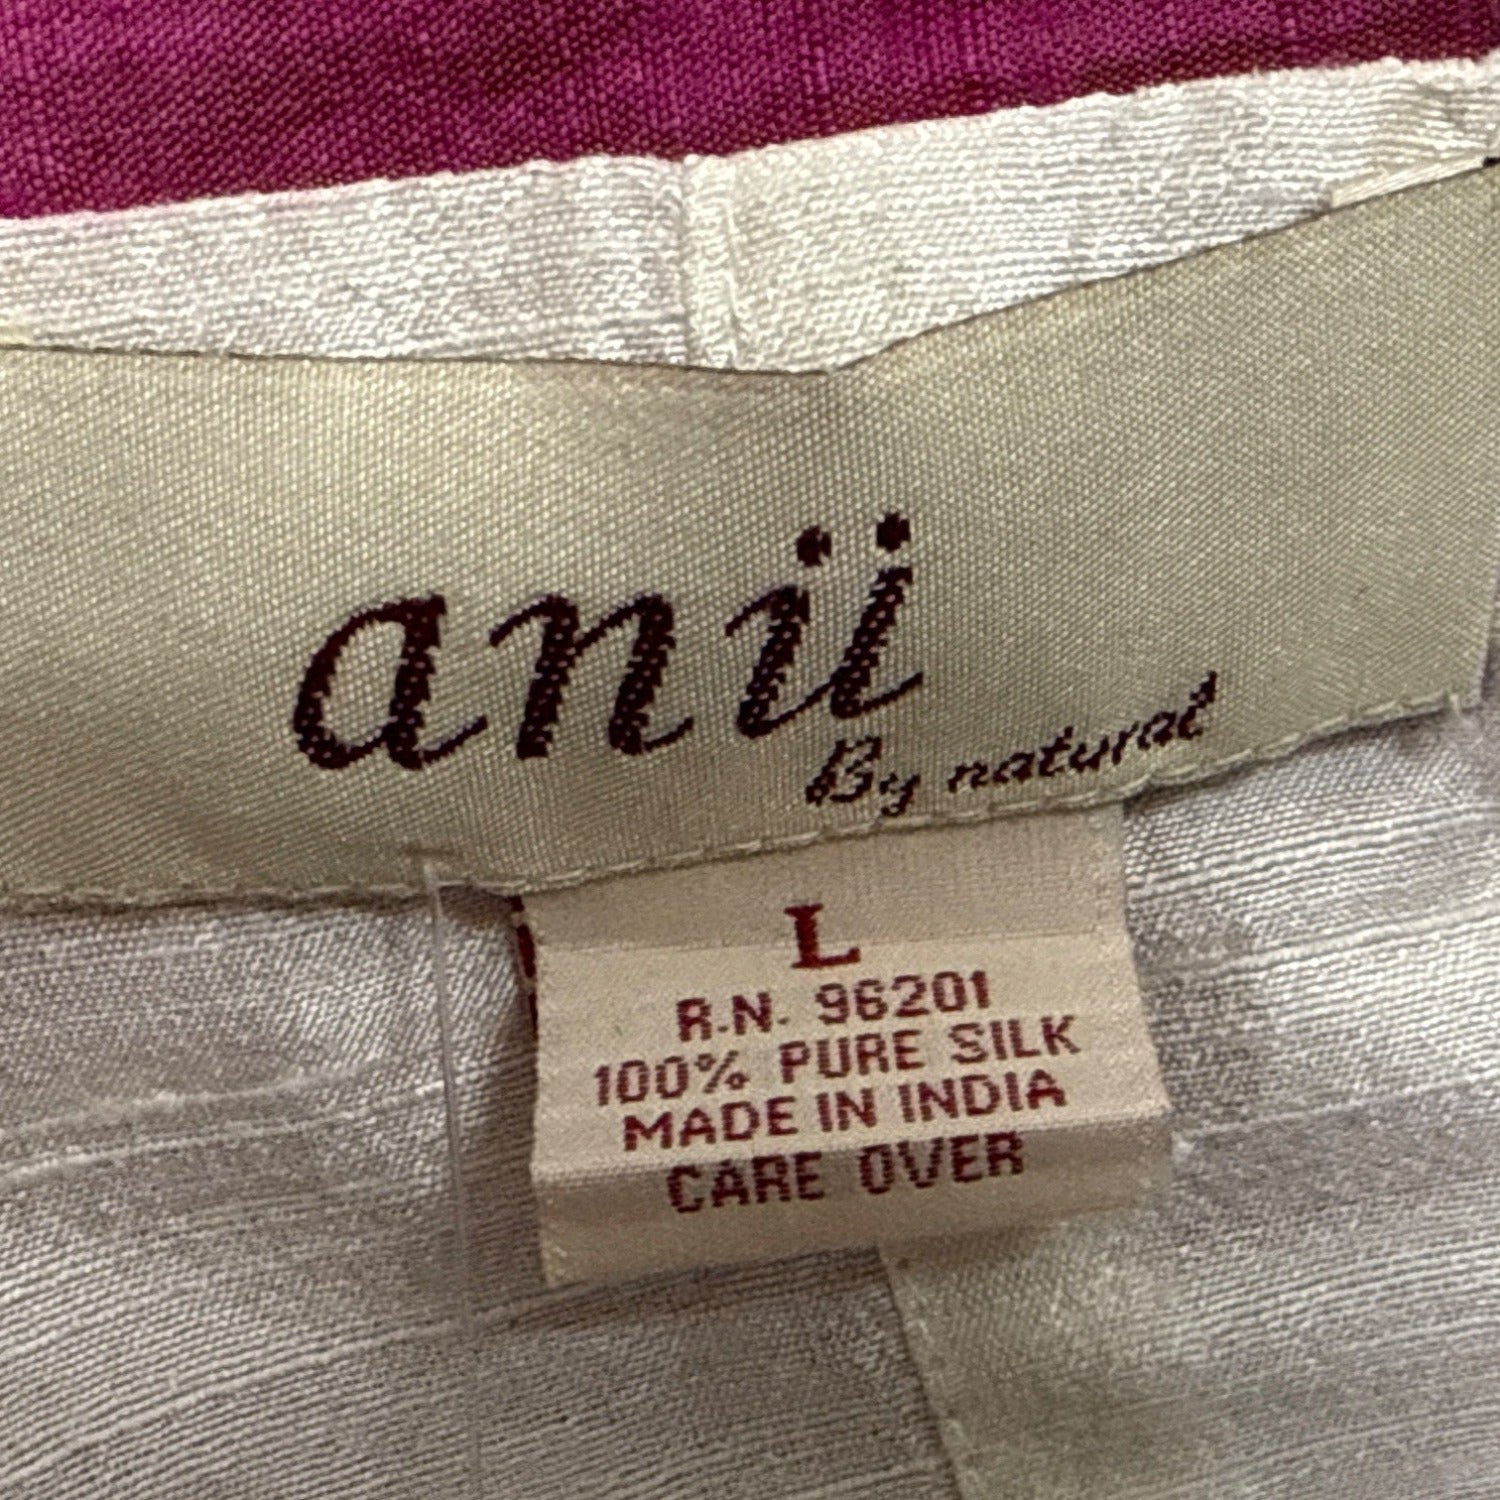 anii
By natural
L
R.N. 96201
100% PURE SILK
MADE IN INDIA
CARE OVER